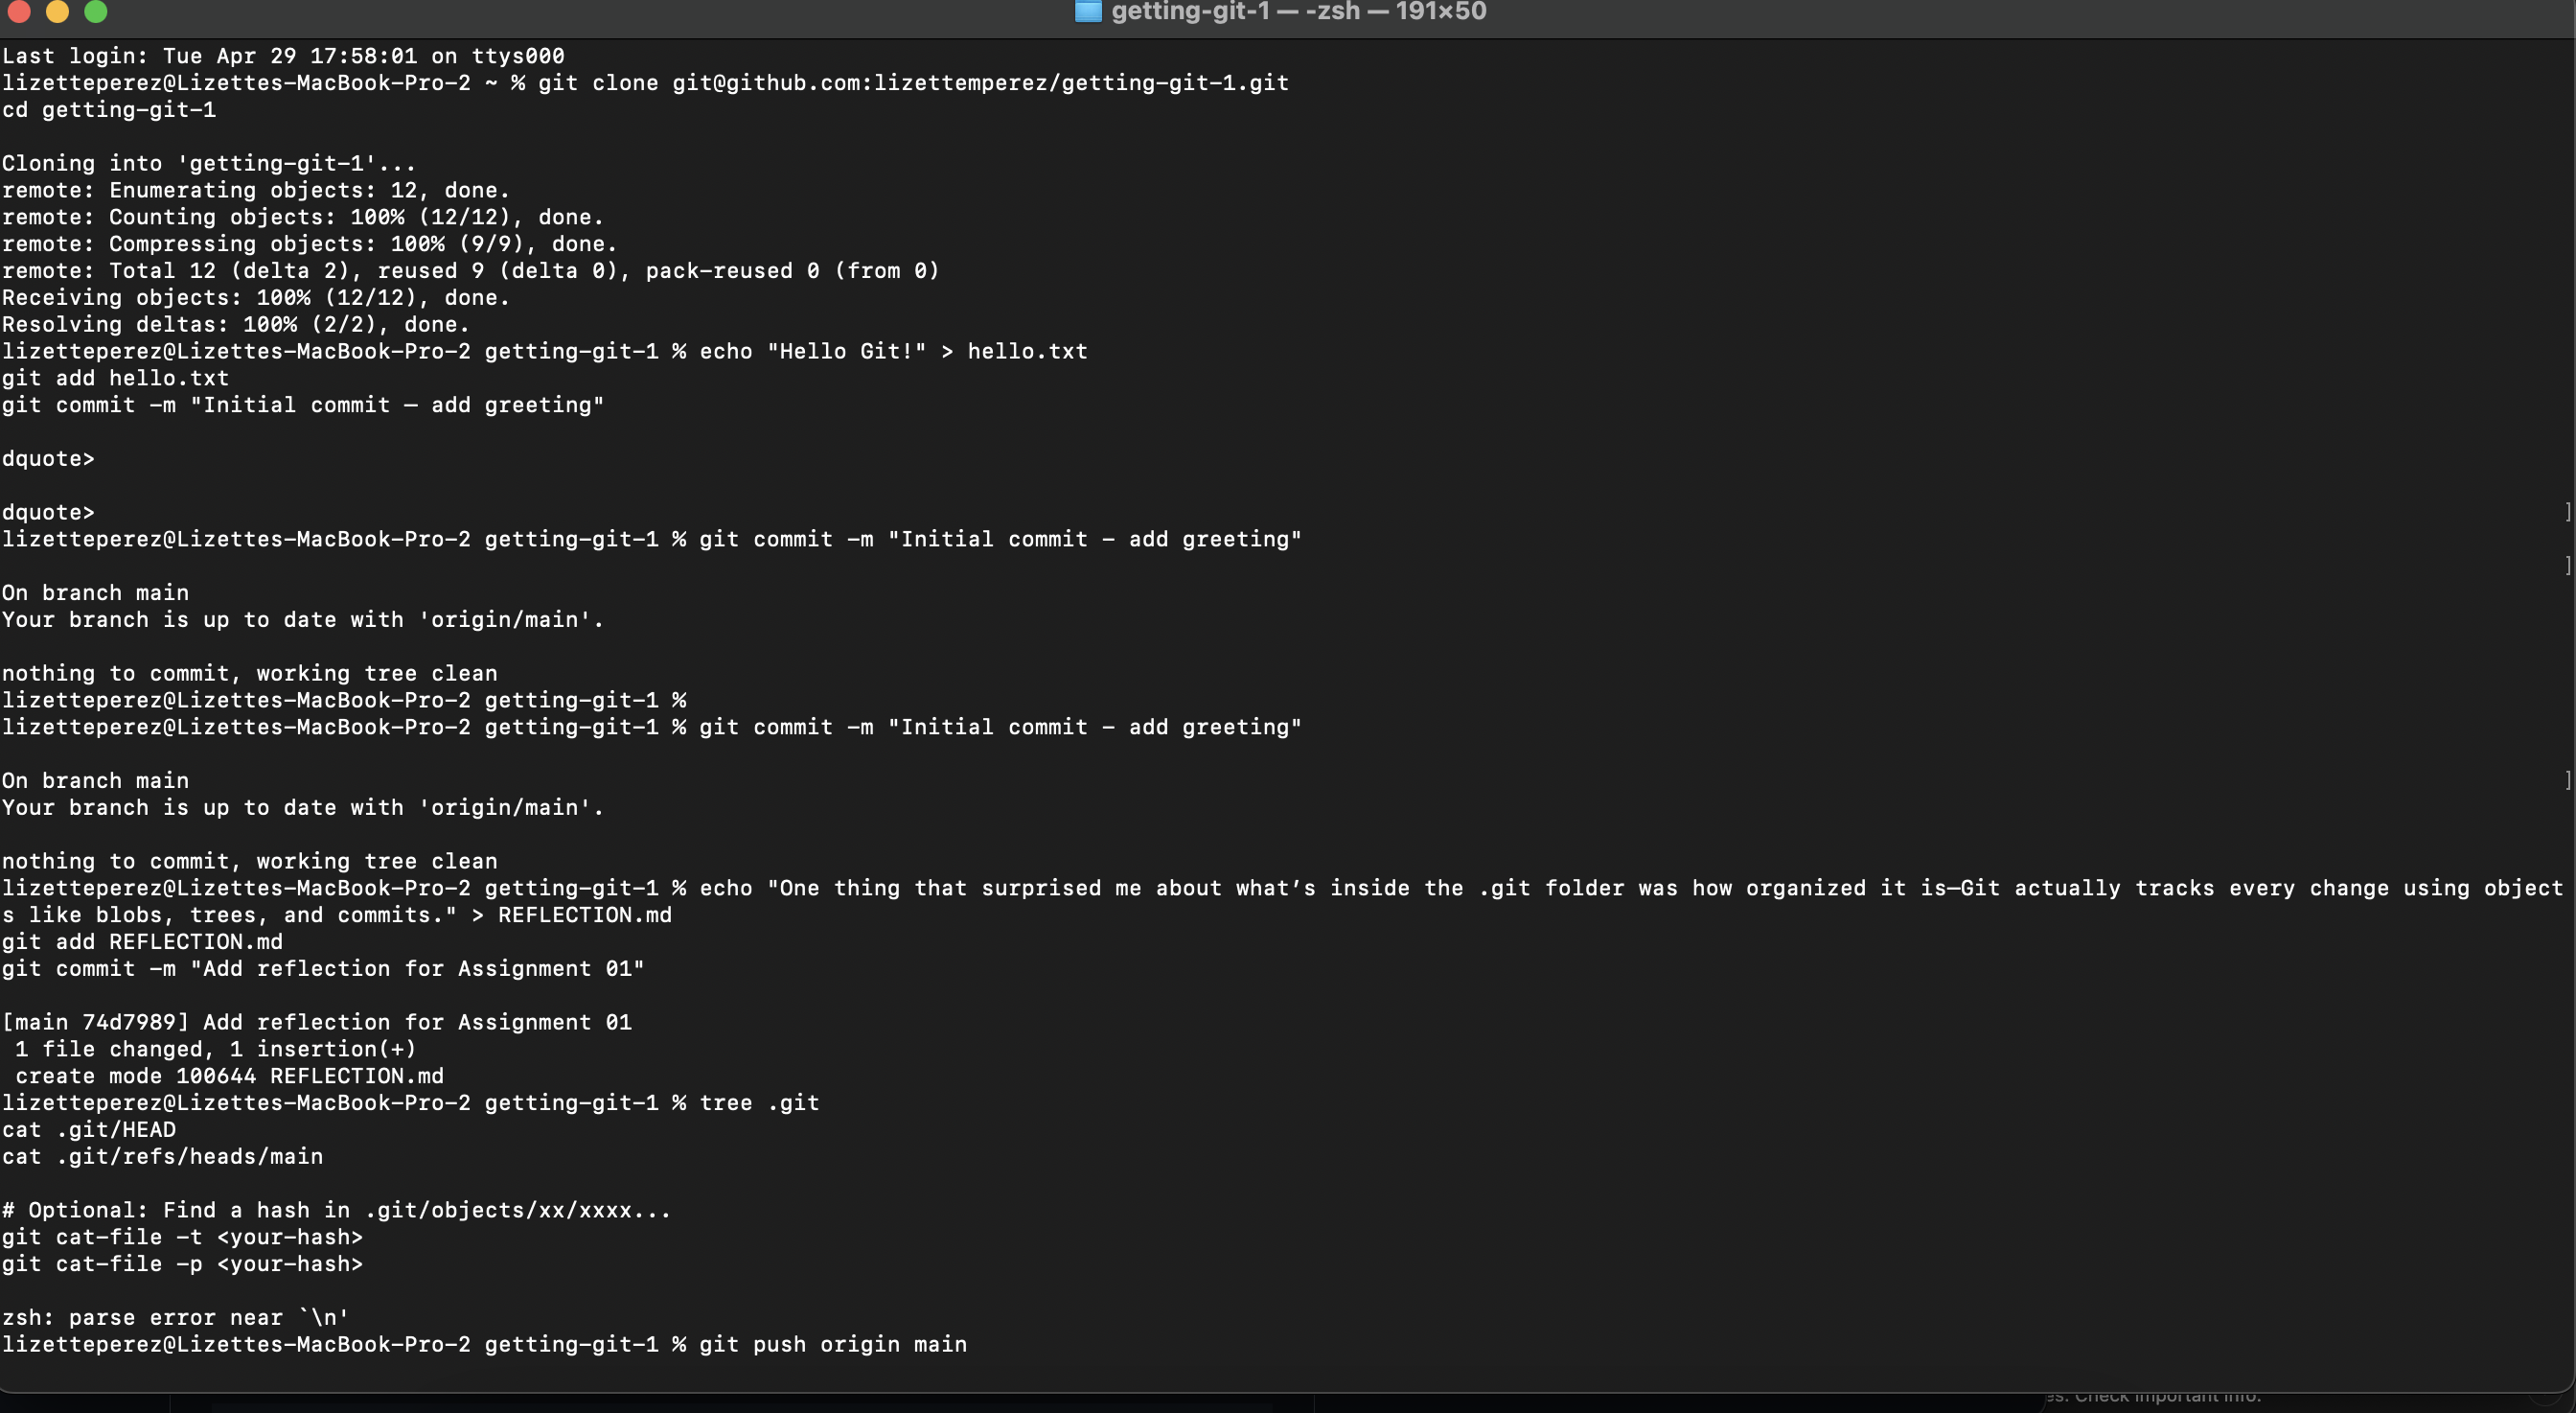 getting-git-1 — -zsh — 191×50
Last login: Tue Apr 29 17:58:01 on ttys000
lizetteperez@Lizettes-MacBook-Pro-2 ~ % git clone git@github.com:lizettemperez/getting-git-1.git
cd getting-git-1
Cloning into 'getting-git-1'...
remote: Enumerating objects: 12, done.
remote: Counting objects: 100% (12/12), done.
remote: Compressing objects: 100% (9/9), done.
remote: Total 12 (delta 2), reused 9 (delta 0), pack-reused 0 (from 0)
Receiving objects: 100% (12/12), done.
Resolving deltas: 100% (2/2), done.
lizetteperez@Lizettes-MacBook-Pro-2 getting-git-1 % echo "Hello Git!" > hello.txt
git add hello.txt
git commit -m "Initial commit — add greeting"
dquote>
dquote>
]
lizetteperez@Lizettes-MacBook-Pro-2 getting-git-1 % git commit -m "Initial commit - add greeting"
]
On branch main
Your branch is up to date with 'origin/main'.
nothing to commit, working tree clean
lizetteperez@Lizettes-MacBook-Pro-2 getting-git-1 %
lizetteperez@Lizettes-MacBook-Pro-2 getting-git-1 % git commit -m "Initial commit - add greeting"
On branch main
]
Your branch is up to date with 'origin/main'.
nothing to commit, working tree clean
lizetteperez@Lizettes-MacBook-Pro-2 getting-git-1 % echo "One thing that surprised me about what’s inside the .git folder was how organized it is—Git actually tracks every change using object
s like blobs, trees, and commits." > REFLECTION.md
git add REFLECTION.md
git commit -m "Add reflection for Assignment 01"
[main 74d7989] Add reflection for Assignment 01
1 file changed, 1 insertion(+)
create mode 100644 REFLECTION.md
lizetteperez@Lizettes-MacBook-Pro-2 getting-git-1 % tree .git
cat .git/HEAD
cat .git/refs/heads/main
# Optional: Find a hash in .git/objects/xx/xxxx...
git cat-file -t <your-hash>
git cat-file -p <your-hash>
zsh: parse error near `\n'
lizetteperez@Lizettes-MacBook-Pro-2 getting-git-1 % git push origin main
Check important info.